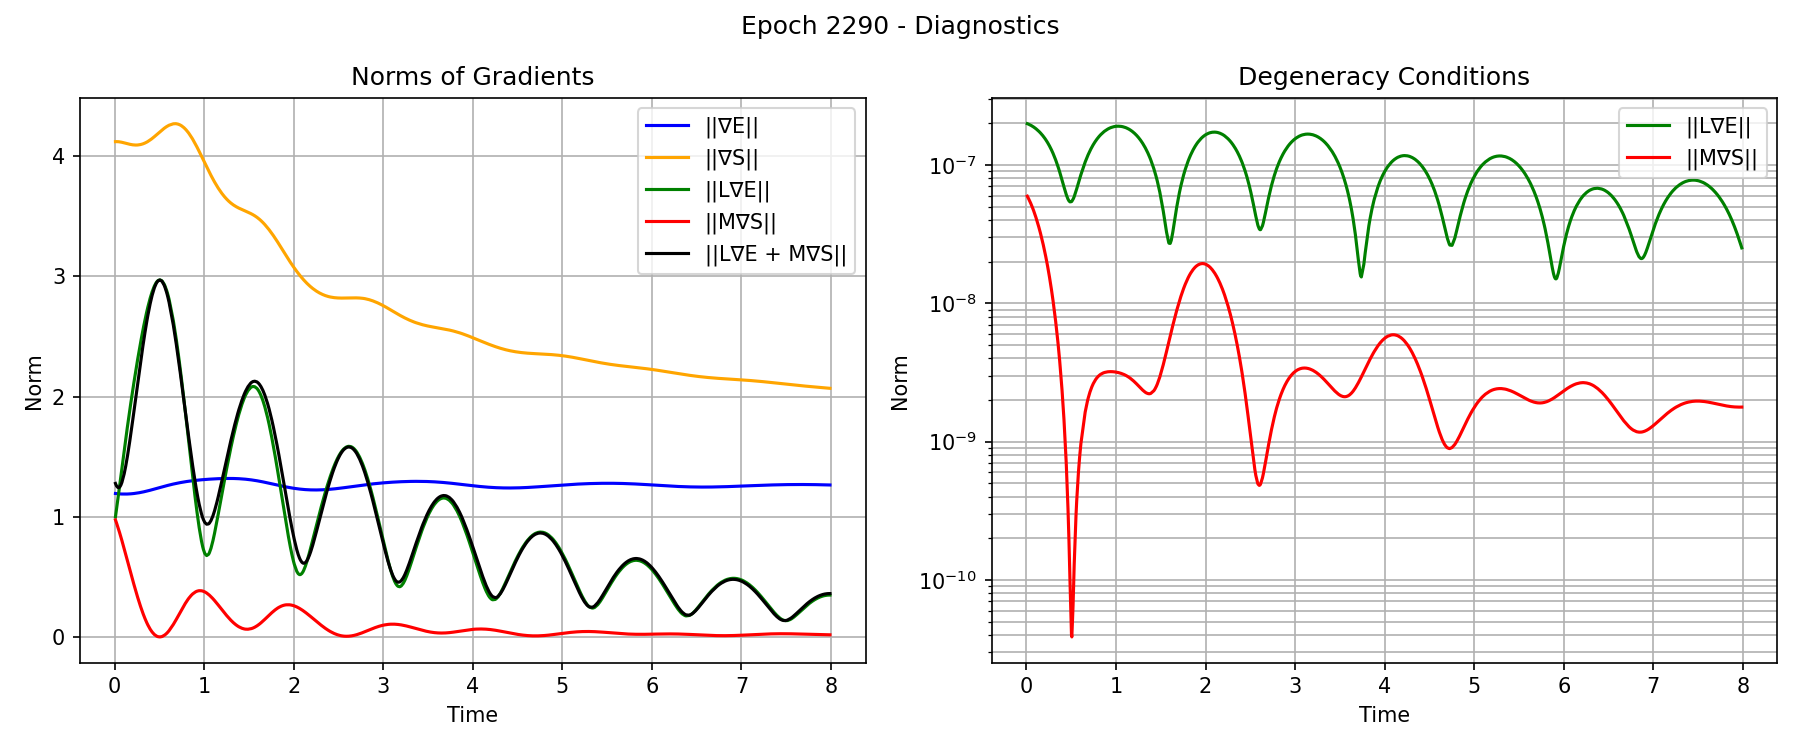 Epoch 2290 - Diagnostics
Norms of Gradients
Norm
4
3
2
1
0
||∇E||
||∇S||
||L∇E||
||M∇S||
||L∇E + M∇S||
0 1 2 3 4 5 6 7 8
Time
Degeneracy Conditions
Norm
10⁻⁷
10⁻⁸
10⁻⁹
10⁻¹⁰
||L∇E||
||M∇S||
0 1 2 3 4 5 6 7 8
Time